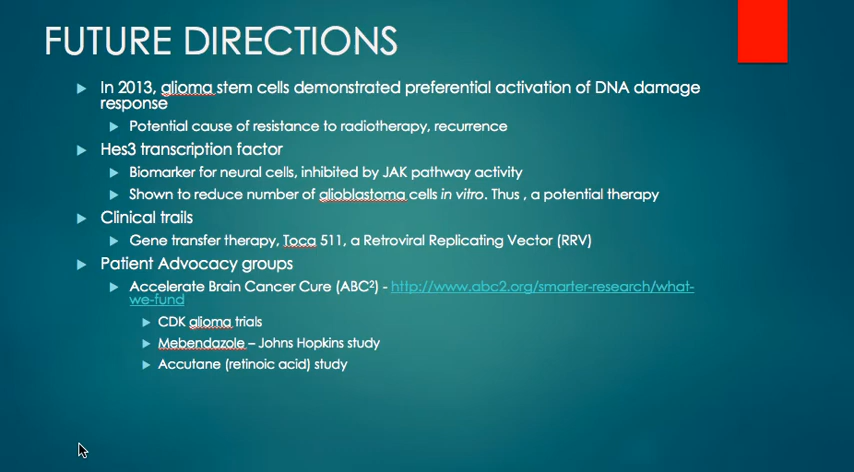 FUTURE DIRECTIONS
In 2013, glioma stem cells demonstrated preferential activation of DNA damage
response
Potential cause of resistance to radiotherapy, recurrence
Hes3 transcription factor
Biomarker for neural cells, inhibited by JAK pathway activity
Shown to reduce number of glioblastoma cells in vitro. Thus , a potential therapy
Clinical trails
Gene transfer therapy, Toca 511, a Retroviral Replicating Vector (RRV)
Patient Advocacy groups
Accelerate Brain Cancer Cure (ABC²) - http://www.abc2.org/smarter-research/what-
we-fund
CDK glioma trials
Mebendazole – Johns Hopkins study
Accutane (retinoic acid) study